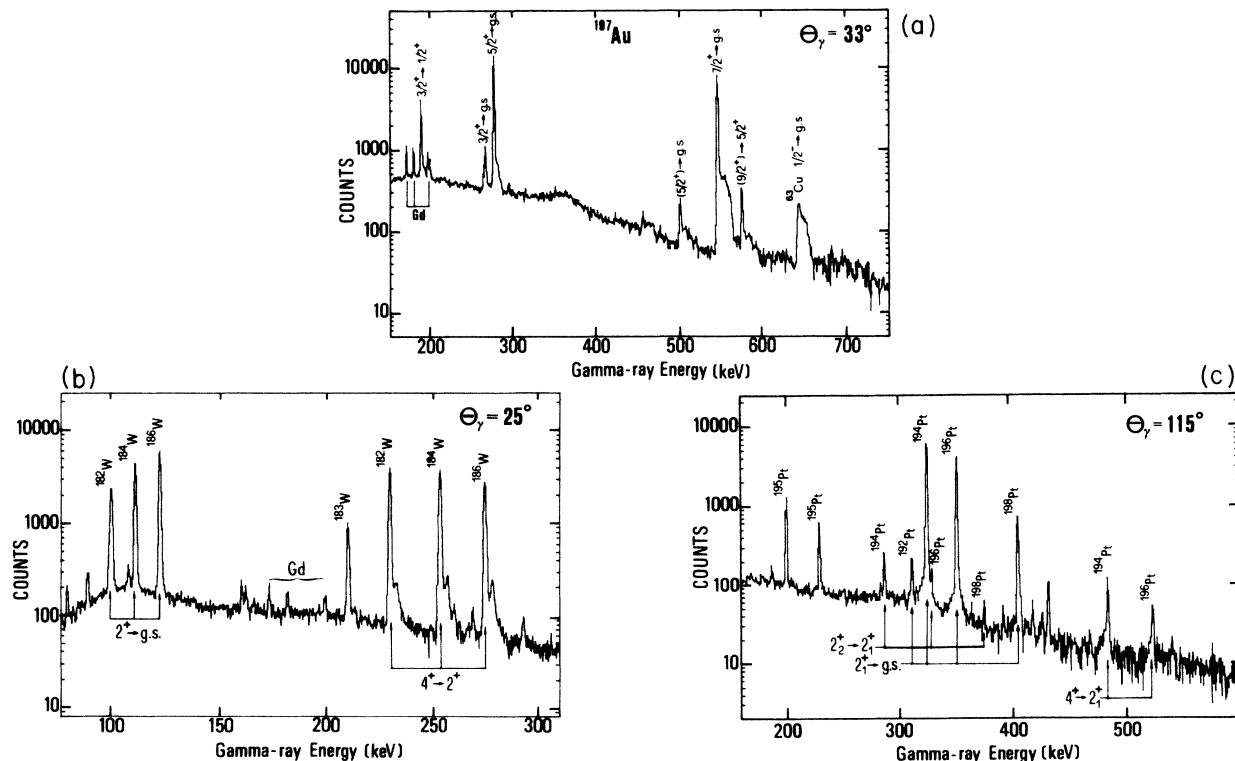 (a)
197Au
Θγ = 33°
3/2+→ 1/2+
3/2+→g.s
5/2+→g.s
(5/2+)→g.s
7/2+→g.s
(9/2+)→5/2+
63Cu 1/2−→g.s
Gd
COUNTS
10000
1000
100
10
200 300 400 500 600 700
Gamma-ray Energy (keV)
(b)
Θγ = 25°
182W
184W
186W
183W
182W
184W
186W
Gd
2+→g.s.
4+→2+
COUNTS
10000
1000
100
10
100 150 200 250 300
Gamma-ray Energy (keV)
(c)
Θγ = 115°
195Pt
195Pt
194Pt
192Pt
194Pt
196Pt
196Pt
198Pt
198Pt
194Pt
196Pt
2+2→2+1
2+1→g.s.
4+→2+1
COUNTS
10000
1000
100
10
200 300 400 500
Gamma-ray Energy (keV)